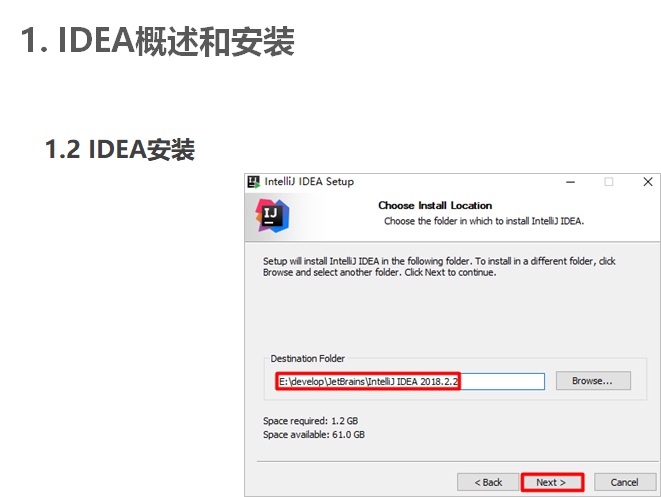 1. IDEA概述和安装
1.2 IDEA安装
IntelliJ IDEA Setup
IJ
Choose Install Location
Choose the folder in which to install IntelliJ IDEA.
Setup will install IntelliJ IDEA in the following folder. To install in a different folder, click
Browse and select another folder. Click Next to continue.
Destination Folder
E:\develop\JetBrains\IntelliJ IDEA 2018.2.2
Browse...
Space required: 1.2 GB
Space available: 61.0 GB
< Back
Next >
Cancel